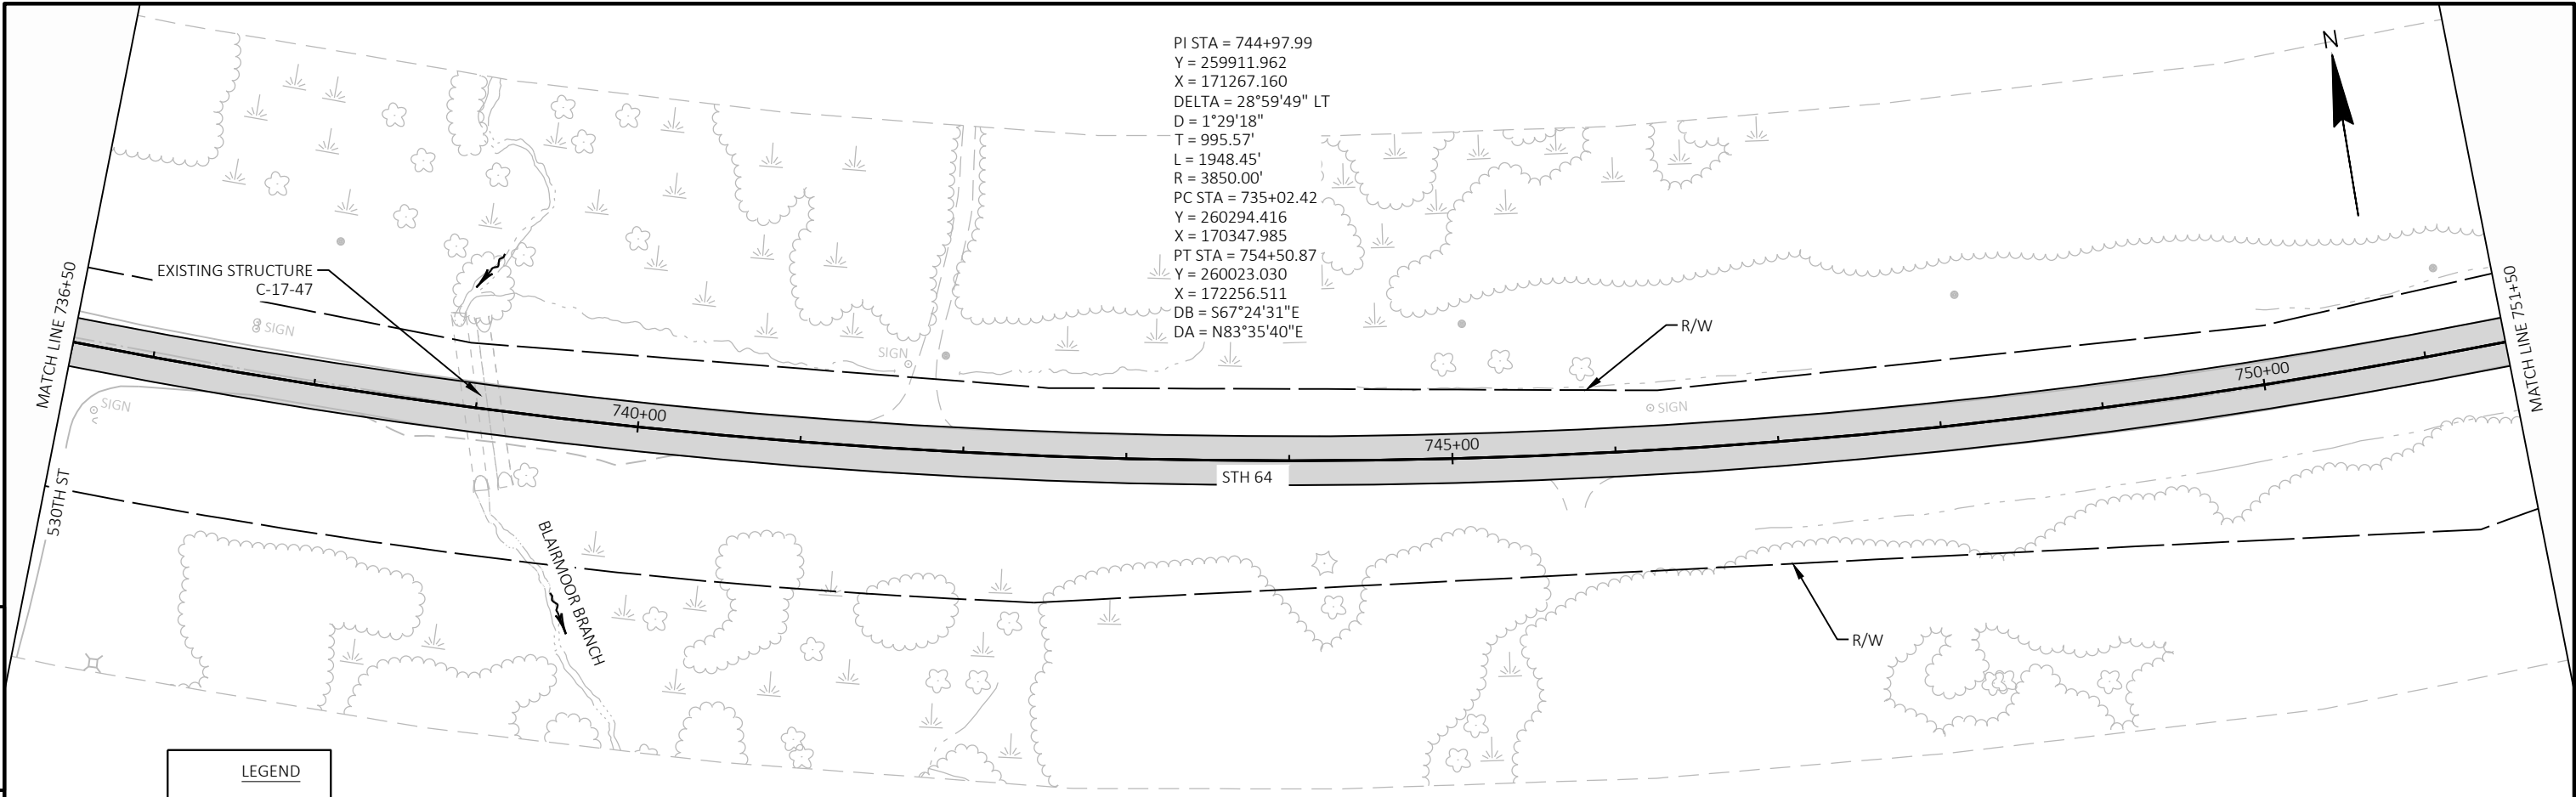 PI STA = 744+97.99
Y = 259911.962
X = 171267.160
DELTA = 28°59'49" LT
D = 1°29'18"
T = 995.57'
L = 1948.45'
R = 3850.00'
PC STA = 735+02.42
Y = 260294.416
X = 170347.985
PT STA = 754+50.87
Y = 260023.030
X = 172256.511
DB = S67°24'31"E
DA = N83°35'40"E
N
MATCH LINE 736+50
EXISTING STRUCTURE
C-17-47
SIGN
SIGN
R/W
MATCH LINE 751+50
SIGN
SIGN
740+00
745+00
750+00
STH 64
530TH ST
BLAIRMOOR BRANCH
R/W
LEGEND